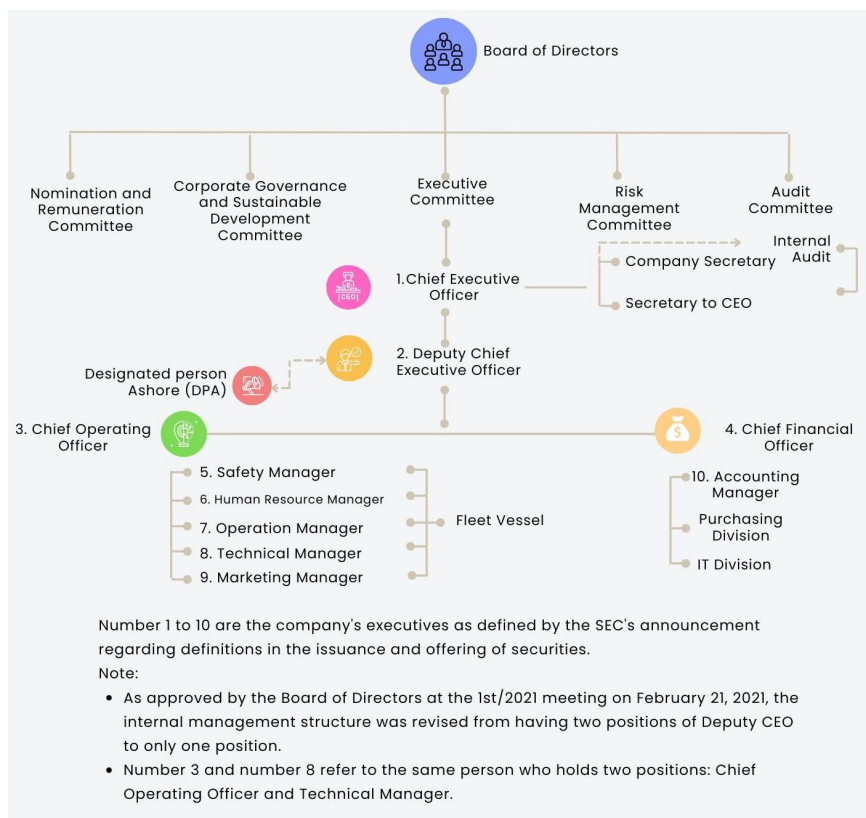 Board of Directors
Nomination and
Remuneration
Committee
Corporate Governance
and Sustainable
Development
Committee
Executive
Committee
Risk
Management
Committee
Audit
Committee
Internal
Audit
Company Secretary
Secretary to CEO
1.Chief Executive
Officer
CEO
2. Deputy Chief
Executive Officer
Designated person
Ashore (DPA)
3. Chief Operating
Officer
$
4. Chief Financial
Officer
5. Safety Manager
6. Human Resource Manager
7. Operation Manager
8. Technical Manager
9. Marketing Manager
Fleet Vessel
10. Accounting
Manager
Purchasing
Division
IT Division
Number 1 to 10 are the company's executives as defined by the SEC's announcement
regarding definitions in the issuance and offering of securities.
Note:
• As approved by the Board of Directors at the 1st/2021 meeting on February 21, 2021, the
internal management structure was revised from having two positions of Deputy CEO
to only one position.
• Number 3 and number 8 refer to the same person who holds two positions: Chief
Operating Officer and Technical Manager.